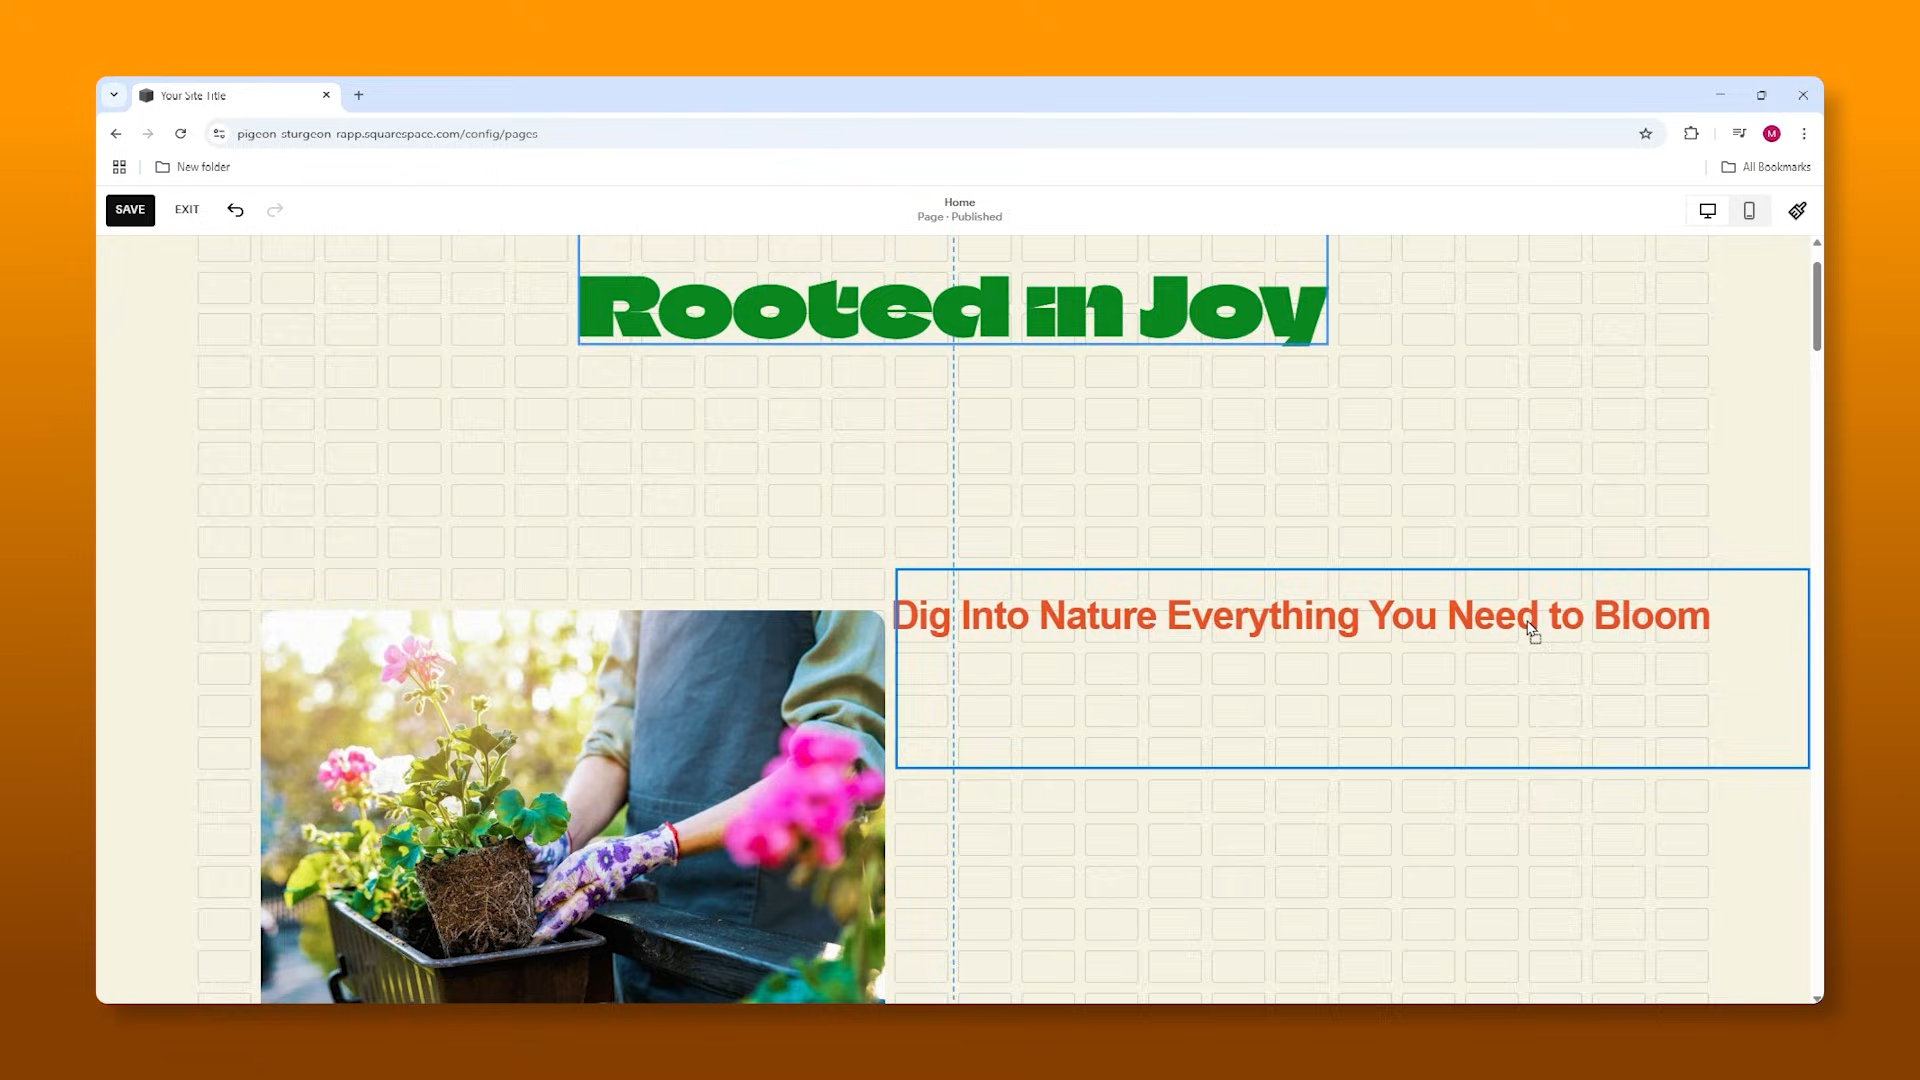 Your Site Title
pigeon sturgeon rapp.squarespace.com/config/pages
New folder
All Bookmarks
SAVE
EXIT
Home
Page · Published
M
Rooted in Joy
Dig Into Nature Everything You Need to Bloom